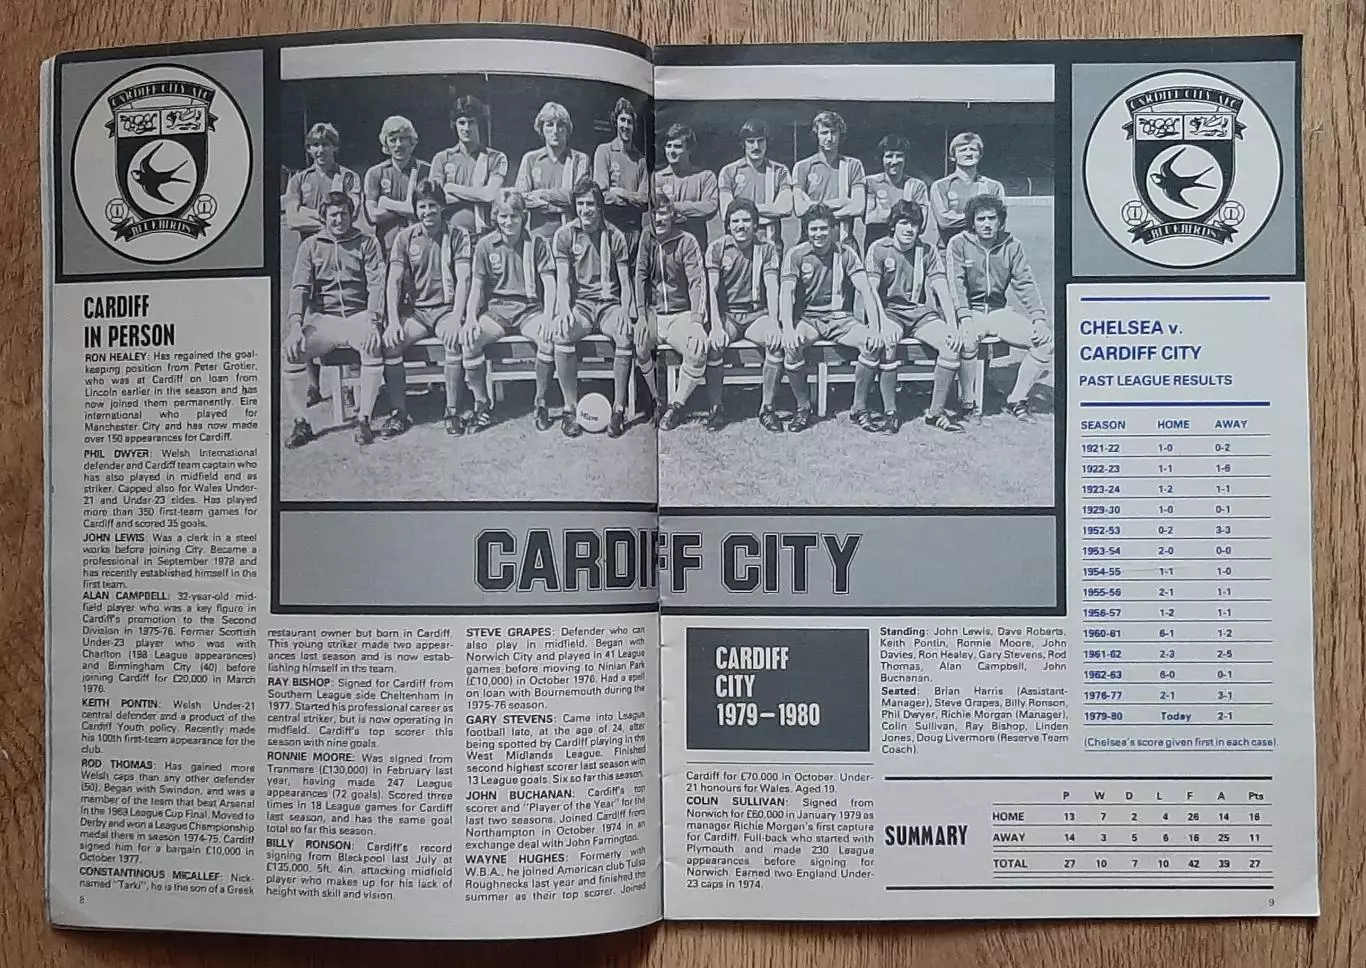 CARDIFF CITY AFC
BLUEBIRDS
CARDIFF
IN PERSON
RON HEALEY: Has regained the goal-
keeping position from Peter Grotier,
who was at Cardiff on loan from
Lincoln earlier in the season and has
now joined them permanently. Eire
international who played for
Manchester City and has now made
over 150 appearances for Cardiff.
PHIL DWYER: Welsh International
defender and Cardiff team captain who
has also played in midfield and as
striker. Capped also for Wales Under-
21 and Under-23 sides. Has played
more than 350 first-team games for
Cardiff and scored 35 goals.
JOHN LEWIS: Was a clerk in a steel
works before joining City. Became a
professional in September 1978 and
has recently established himself in the
first team.
ALAN CAMPBELL: 32-year-old mid-
field player who was a key figure in
Cardiff's promotion to the Second
Division in 1975-76. Former Scottish
Under-23 player who was with
Charlton (198 League appearances)
and Birmingham City (40) before
joining Cardiff for £20,000 in March
1976.
KEITH PONTIN: Welsh Under-21
central defender and a product of the
Cardiff Youth policy. Recently made
his 100th first-team appearance for the
club.
ROD THOMAS: Has gained more
Welsh caps than any other defender
(50). Began with Swindon, and was a
member of the team that beat Arsenal
in the 1969 League Cup Final. Moved to
Derby and won a League Championship
medal there in season 1974-75. Cardiff
signed him for a bargain £10,000 in
October 1977.
CONSTANTINOS MICALLEF: Nick-
named "Tarki", he is the son of a Greek
8
restaurant owner but born in Cardiff.
This young striker made two appear-
ances last season and is now estab-
lishing himself in the team.
RAY BISHOP: Signed for Cardiff from
Southern League side Cheltenham in
1977. Started his professional career as
central striker, but is now operating in
midfield. Cardiff's top scorer this
season with nine goals.
RONNIE MOORE: Was signed from
Tranmere (£130,000) in February last
year, having made 247 League
appearances (72 goals). Scored three
times in 18 League games for Cardiff
last season, and has the same goal
total so far this season.
BILLY RONSON: Cardiff's record
signing from Blackpool last July at
£135,000. 5ft. 4in. attacking midfield
player who makes up for his lack of
height with skill and vision.
STEVE GRAPES: Defender who can
also play in midfield. Began with
Norwich City and played in 41 League
games before moving to Ninian Park
(£10,000) in October 1976. Had a spell
on loan with Bournemouth during the
1975-76 season.
GARY STEVENS: Came into League
football late, at the age of 24, after
being spotted by Cardiff playing in the
West Midlands League. Finished
second highest scorer last season with
13 League goals. Six so far this season.
JOHN BUCHANAN: Cardiff's top
scorer and "Player of the Year" for the
last two seasons. Joined Cardiff from
Northampton in October 1974 in an
exchange deal with John Farrington.
WAYNE HUGHES: Formerly with
W.B.A., he joined American club Tulsa
Roughnecks last year and finished the
summer as their top scorer. Joined
CARDIFF CITY
CARDIFF
CITY
1979–1980
Cardiff for £70,000 in October. Under-
21 honours for Wales. Aged 19.
COLIN SULLIVAN: Signed from
Norwich for £60,000 in January 1979 as
manager Richie Morgan's first capture
for Cardiff. Full-back who started with
Plymouth and made 230 League
appearances before signing for
Norwich. Earned two England Under-
23 caps in 1974.
Standing: John Lewis, Dave Roberts,
Keith Pontin, Ronnie Moore, John
Davies, Ron Healey, Gary Stevens, Rod
Thomas, Alan Campbell, John
Buchanan.
Seated: Brian Harris (Assistant-
Manager), Steve Grapes, Billy Ronson,
Phil Dwyer, Richie Morgan (Manager),
Colin Sullivan, Ray Bishop, Linden
Jones, Doug Livermore (Reserve Team
Coach).
CARDIFF CITY AFC
BLUEBIRDS
CHELSEA v.
CARDIFF CITY
PAST LEAGUE RESULTS
SEASON HOME AWAY
1921-22 1-0 0-2
1922-23 1-1 1-6
1923-24 1-2 1-1
1929-30 1-0 0-1
1952-53 0-2 3-3
1953-54 2-0 0-0
1954-55 1-1 1-0
1955-56 2-1 1-1
1956-57 1-2 1-1
1960-61 6-1 1-2
1961-62 2-3 2-5
1962-63 6-0 0-1
1976-77 2-1 3-1
1979-80 Today 2-1
(Chelsea's score given first in each case).
SUMMARY
P W D L F A Pts
HOME 13 7 2 4 26 14 16
AWAY 14 3 5 6 16 25 11
TOTAL 27 10 7 10 42 39 27
9